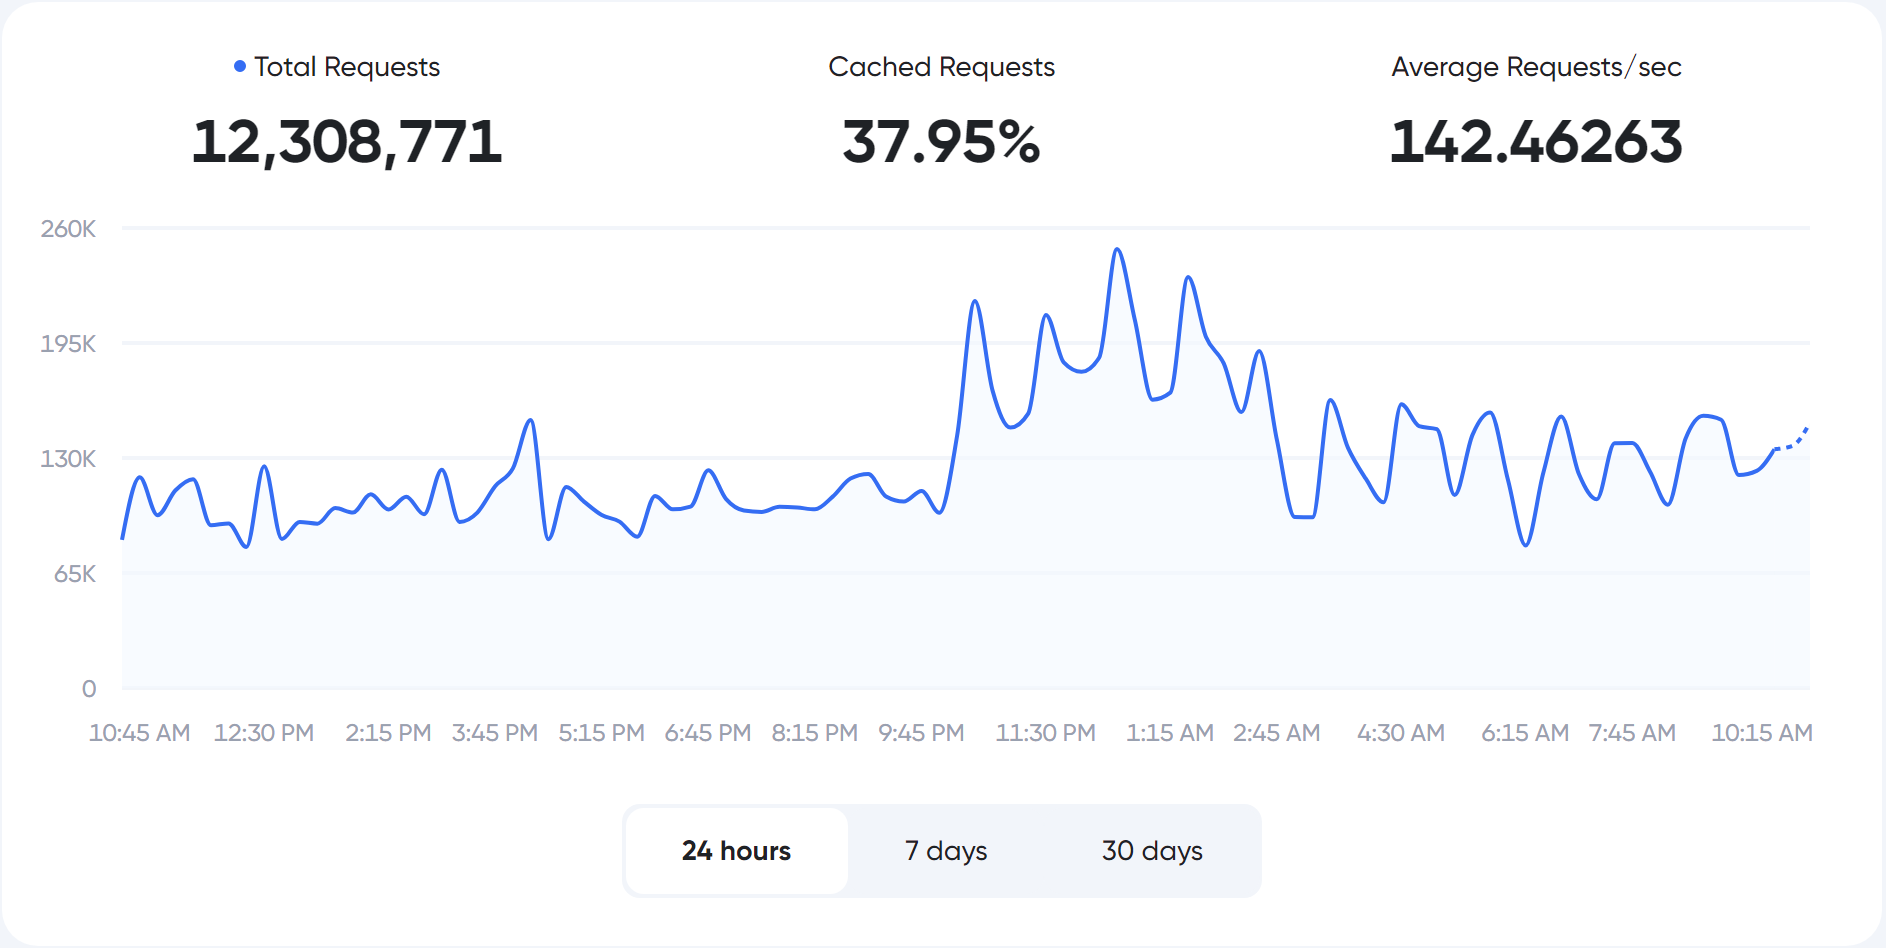 Total Requests
Cached Requests
Average Requests/sec
12,308,771
37.95%
142.46263
260K
195K
130K
65K
0
10:45 AM 12:30 PM 2:15 PM 3:45 PM 5:15 PM 6:45 PM 8:15 PM 9:45 PM 11:30 PM 1:15 AM 2:45 AM 4:30 AM 6:15 AM 7:45 AM 10:15 AM
24 hours 7 days 30 days